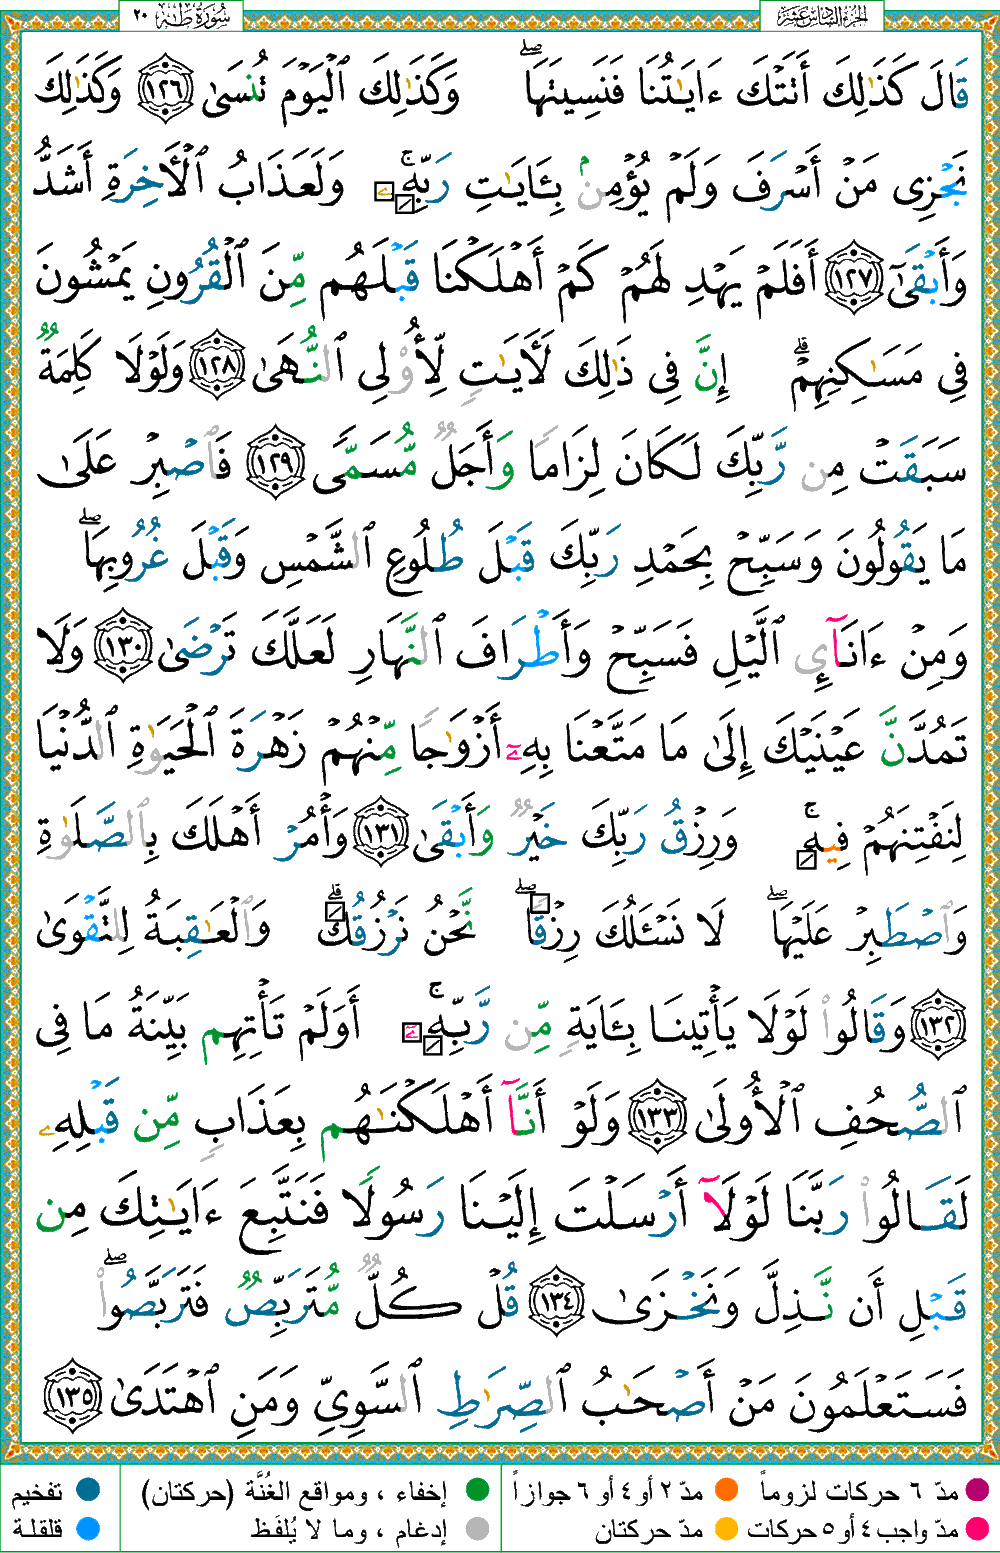 الجزء السادس عشر
سُورَةُ طه ٢٠
قَالَ كَذَٰلِكَ أَتَتْكَ ءَايَـٰتُنَا فَنَسِيتَهَا ۖ وَكَذَٰلِكَ ٱلْيَوْمَ تُنسَىٰ ١٢٦ وَكَذَٰلِكَ
نَجْزِى مَنْ أَسْرَفَ وَلَمْ يُؤْمِنۢ بِـَٔايَـٰتِ رَبِّهِۦ ۚ وَلَعَذَابُ ٱلْـَٔاخِرَةِ أَشَدُّ
وَأَبْقَىٰٓ ١٢٧ أَفَلَمْ يَهْدِ لَهُمْ كَمْ أَهْلَكْنَا قَبْلَهُم مِّنَ ٱلْقُرُونِ يَمْشُونَ
فِى مَسَـٰكِنِهِمْ ۗ إِنَّ فِى ذَٰلِكَ لَـَٔايَـٰتٍ لِّأُو۟لِى ٱلنُّهَىٰ ١٢٨ وَلَوْلَا كَلِمَةٌ
سَبَقَتْ مِن رَّبِّكَ لَكَانَ لِزَامًا وَأَجَلٌ مُّسَمًّى ١٢٩ فَٱصْبِرْ عَلَىٰ
مَا يَقُولُونَ وَسَبِّحْ بِحَمْدِ رَبِّكَ قَبْلَ طُلُوعِ ٱلشَّمْسِ وَقَبْلَ غُرُوبِهَا ۖ
وَمِنْ ءَانَآئِ ٱلَّيْلِ فَسَبِّحْ وَأَطْرَافَ ٱلنَّهَارِ لَعَلَّكَ تَرْضَىٰ ١٣٠ وَلَا
تَمُدَّنَّ عَيْنَيْكَ إِلَىٰ مَا مَتَّعْنَا بِهِۦٓ أَزْوَٰجًا مِّنْهُمْ زَهْرَةَ ٱلْحَيَوٰةِ ٱلدُّنْيَا
لِنَفْتِنَهُمْ فِيهِ ۚ وَرِزْقُ رَبِّكَ خَيْرٌ وَأَبْقَىٰ ١٣١ وَأْمُرْ أَهْلَكَ بِٱلصَّلَوٰةِ
وَٱصْطَبِرْ عَلَيْهَا ۖ لَا نَسْـَٔلُكَ رِزْقًا ۖ نَّحْنُ نَرْزُقُكَ ۗ وَٱلْعَـٰقِبَةُ لِلتَّقْوَىٰ
١٣٢ وَقَالُوا۟ لَوْلَا يَأْتِينَا بِـَٔايَةٍ مِّن رَّبِّهِۦٓ ۚ أَوَلَمْ تَأْتِهِم بَيِّنَةُ مَا فِى
ٱلصُّحُفِ ٱلْأُولَىٰ ١٣٣ وَلَوْ أَنَّآ أَهْلَكْنَـٰهُم بِعَذَابٍ مِّن قَبْلِهِۦ
لَقَالُوا۟ رَبَّنَا لَوْلَآ أَرْسَلْتَ إِلَيْنَا رَسُولًا فَنَتَّبِعَ ءَايَـٰتِكَ مِن
قَبْلِ أَن نَّذِلَّ وَنَخْزَىٰ ١٣٤ قُلْ كُلٌّ مُّتَرَبِّصٌ فَتَرَبَّصُوا۟ ۖ
فَسَتَعْلَمُونَ مَنْ أَصْحَـٰبُ ٱلصِّرَٰطِ ٱلسَّوِىِّ وَمَنِ ٱهْتَدَىٰ ١٣٥
مدّ ٦ حركات لزوماً مدّ ٢ أو ٤ أو ٦ جوازاً إخفاء ، ومواقع الغُنَّة (حركتان) تفخيم
مدّ واجب ٤ أو ٥ حركات مدّ حركتان إدغام ، وما لا يُلفَظ قلقلة